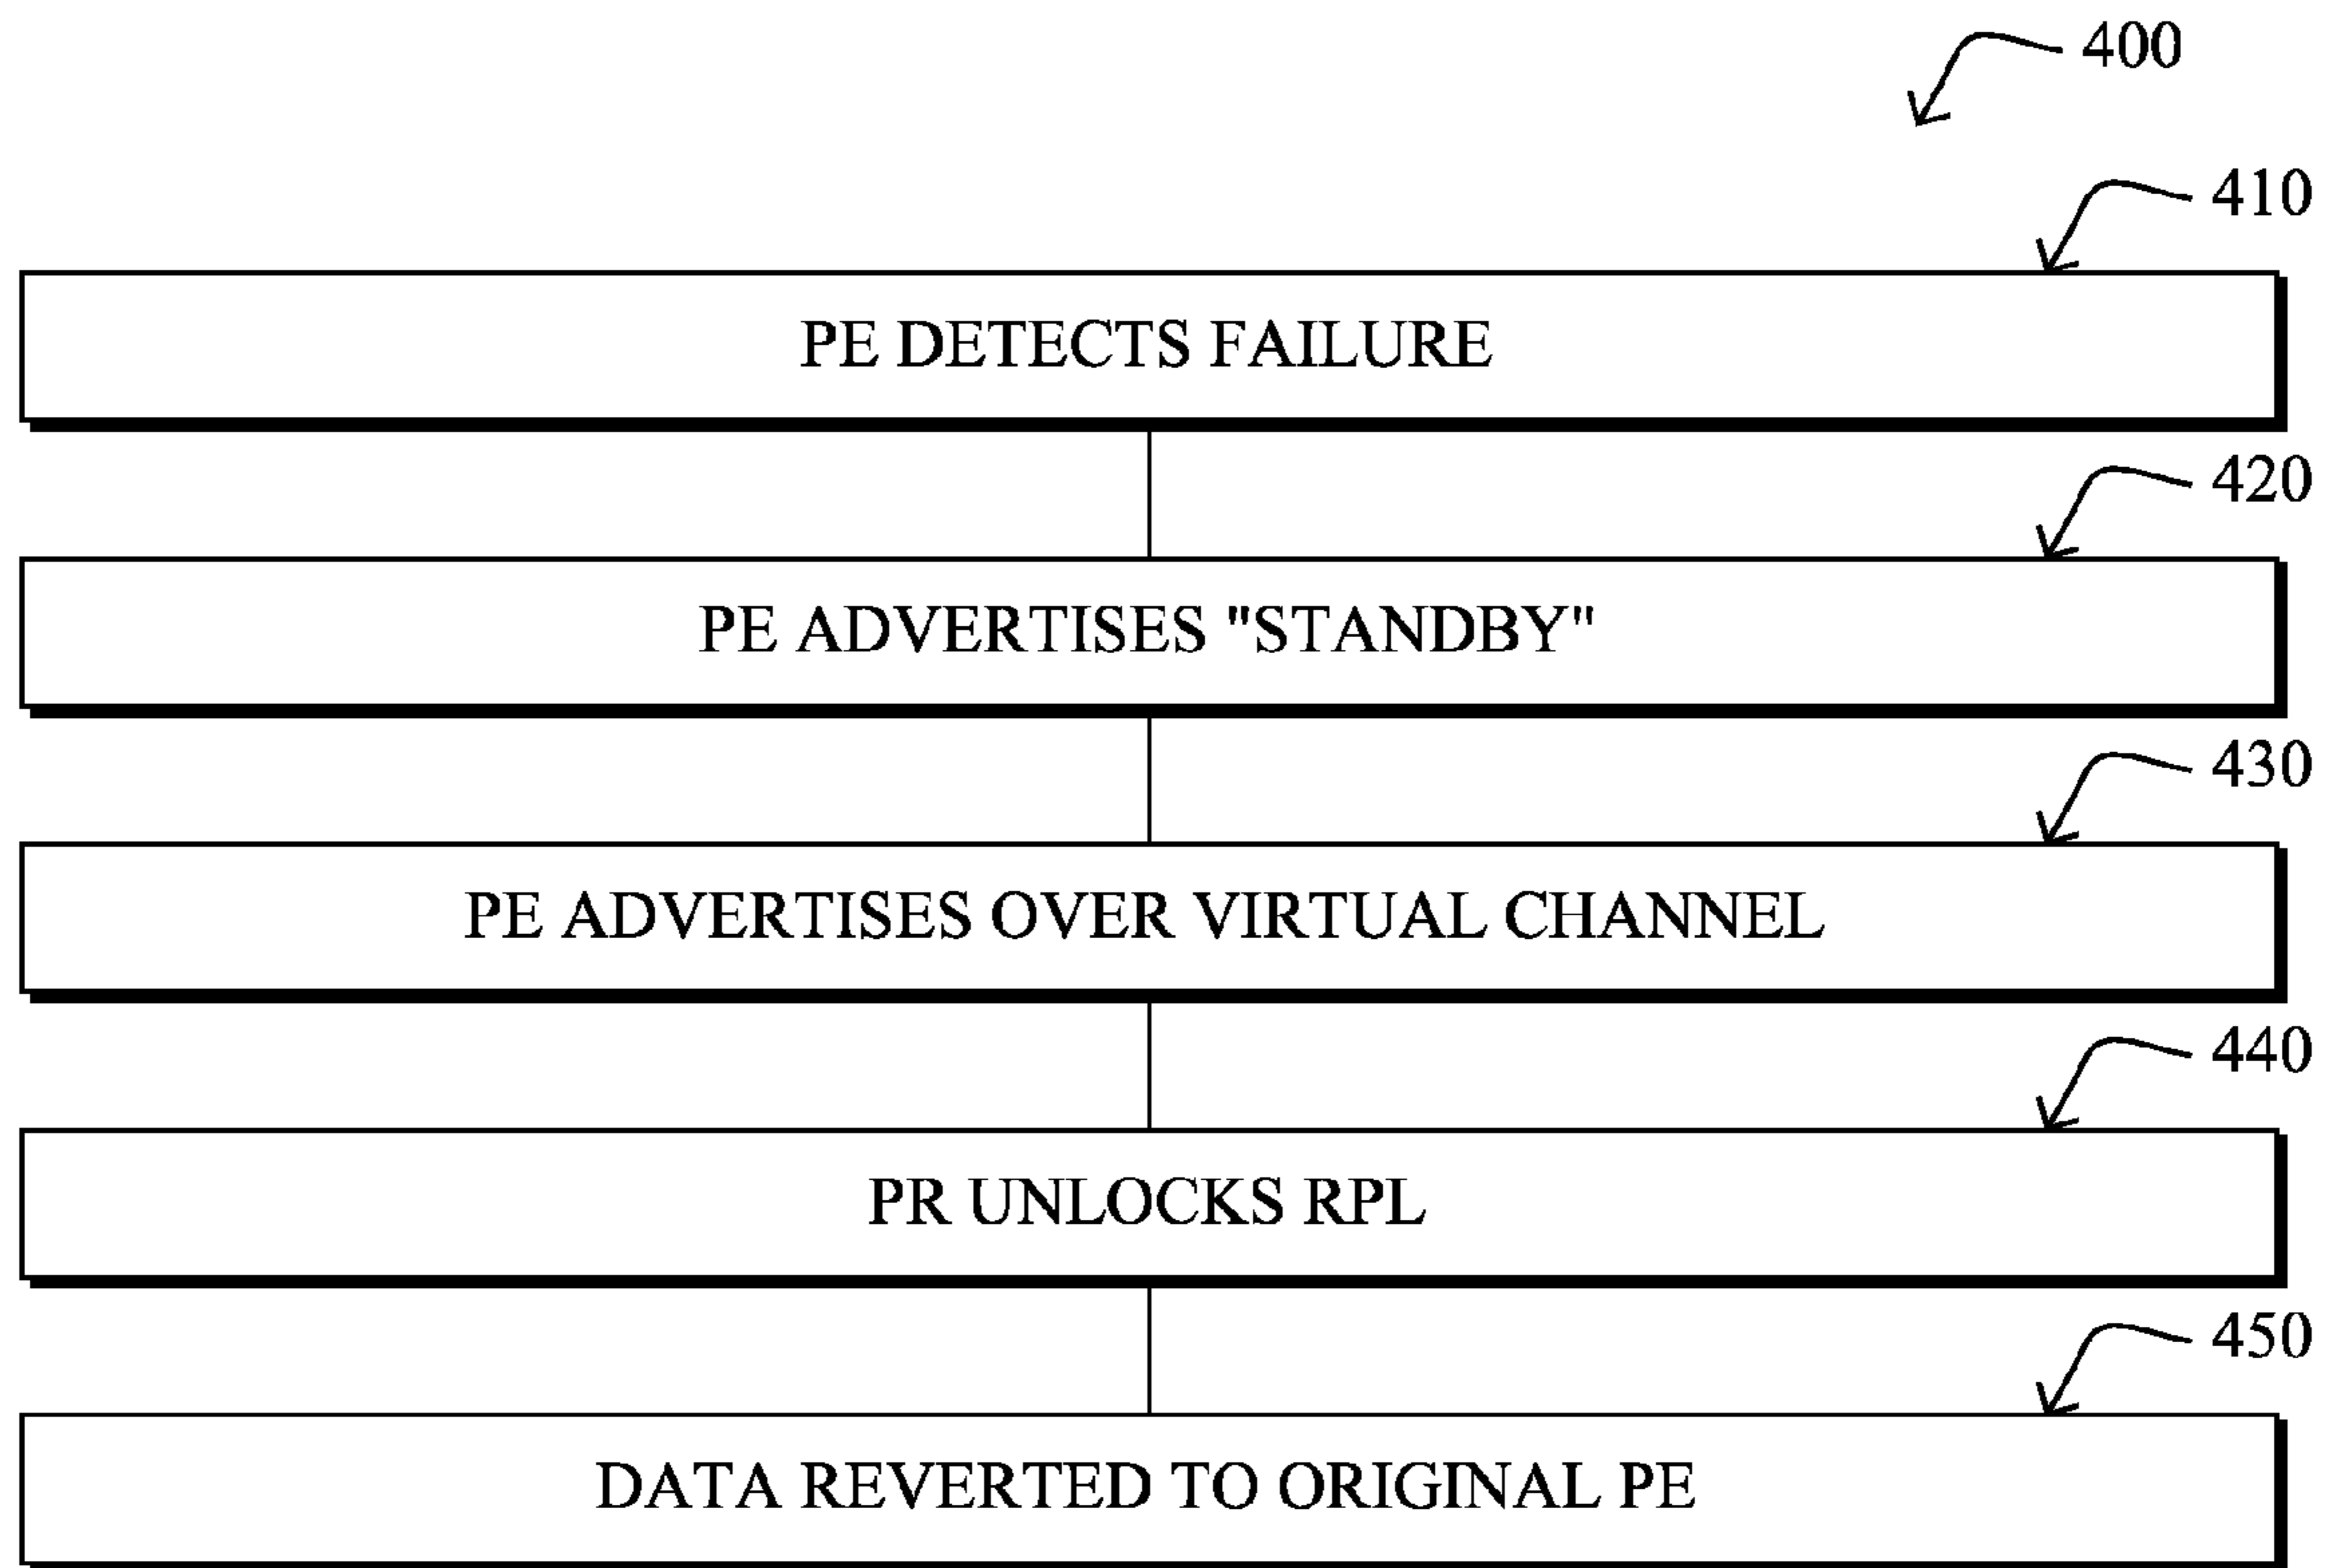 400
410
PE DETECTS FAILURE
420
PE ADVERTISES "STANDBY"
430
PE ADVERTISES OVER VIRTUAL CHANNEL
440
PR UNLOCKS RPL
450
DATA REVERTED TO ORIGINAL PE